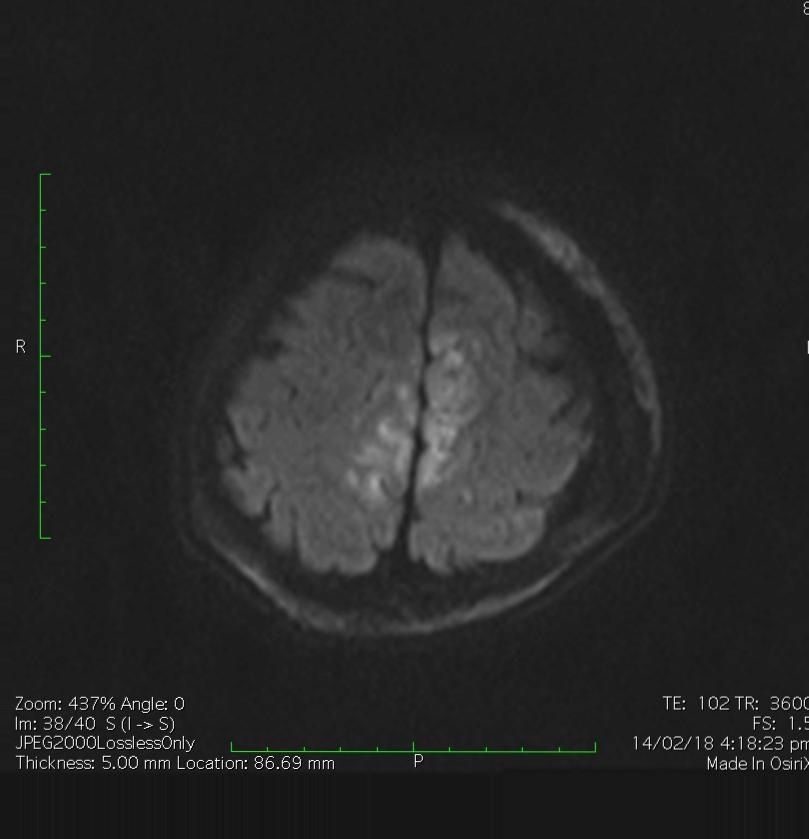 R
Zoom: 437% Angle: 0
Im: 38/40 S (I -> S)
JPEG2000LosslesOnly
Thickness: 5.00 mm Location: 86.69 mm
P
TE: 102 TR: 3600
FS: 1.5
14/02/18 4:18:23 pm
Made In OsiriX